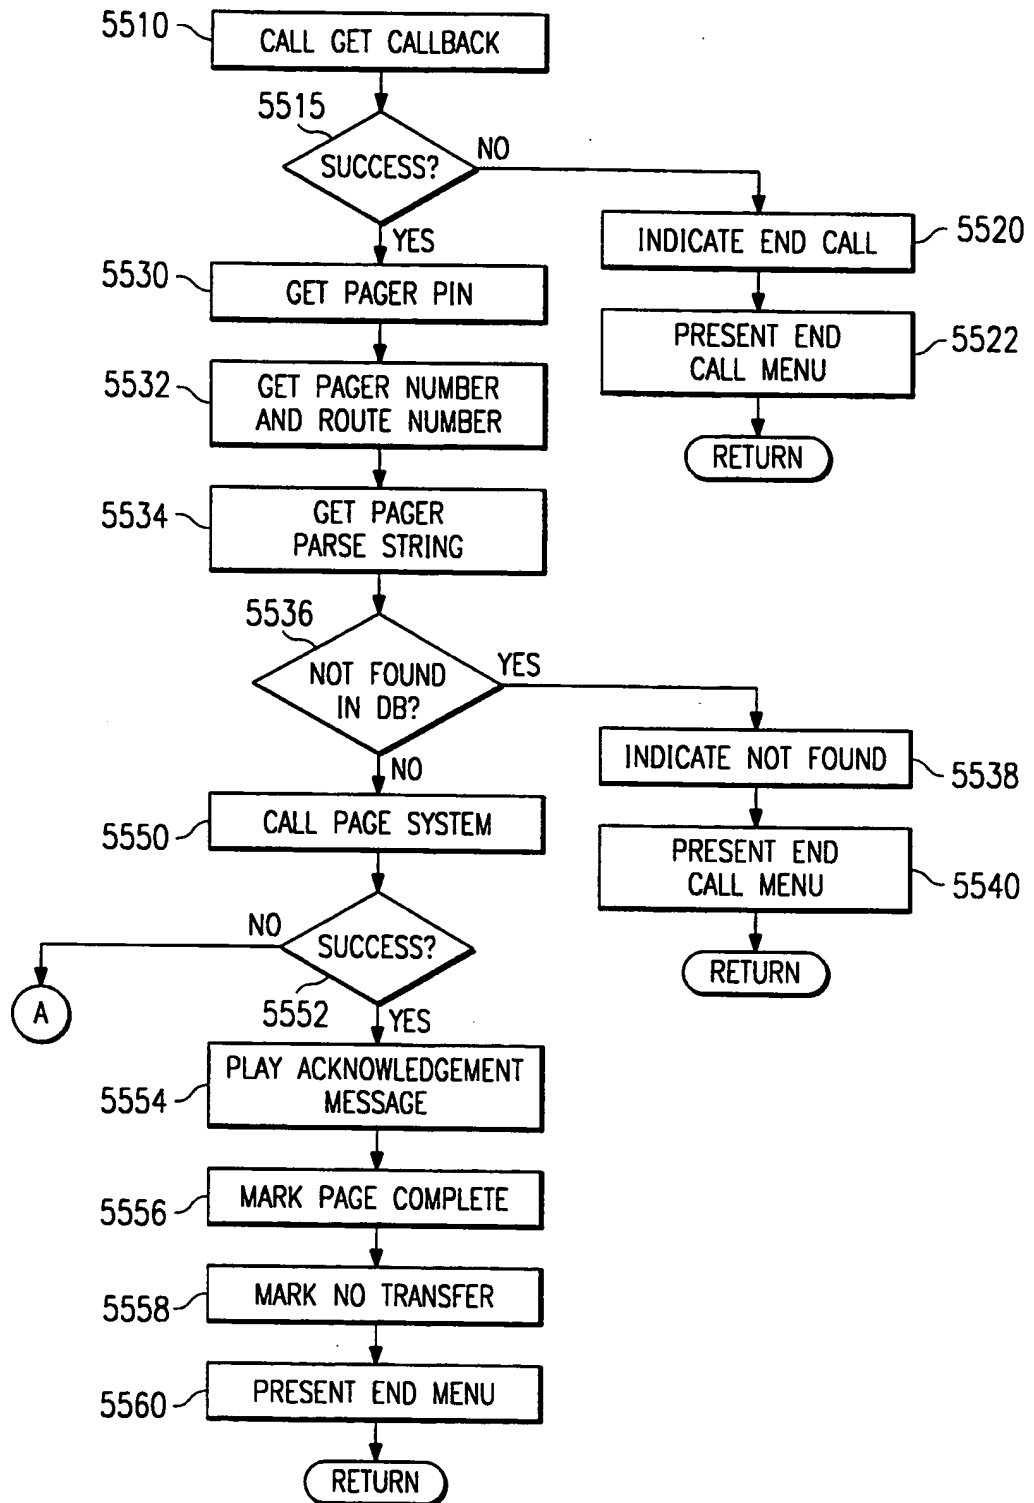 5510
CALL GET CALLBACK
5515
SUCCESS?
NO
YES
INDICATE END CALL
5520
5530
GET PAGER PIN
PRESENT END
CALL MENU
5522
5532
GET PAGER NUMBER
AND ROUTE NUMBER
RETURN
5534
GET PAGER
PARSE STRING
5536
NOT FOUND
IN DB?
YES
NO
INDICATE NOT FOUND
5538
5550
CALL PAGE SYSTEM
PRESENT END
CALL MENU
5540
NO
SUCCESS?
RETURN
A
5552
YES
5554
PLAY ACKNOWLEDGEMENT
MESSAGE
5556
MARK PAGE COMPLETE
5558
MARK NO TRANSFER
5560
PRESENT END MENU
RETURN